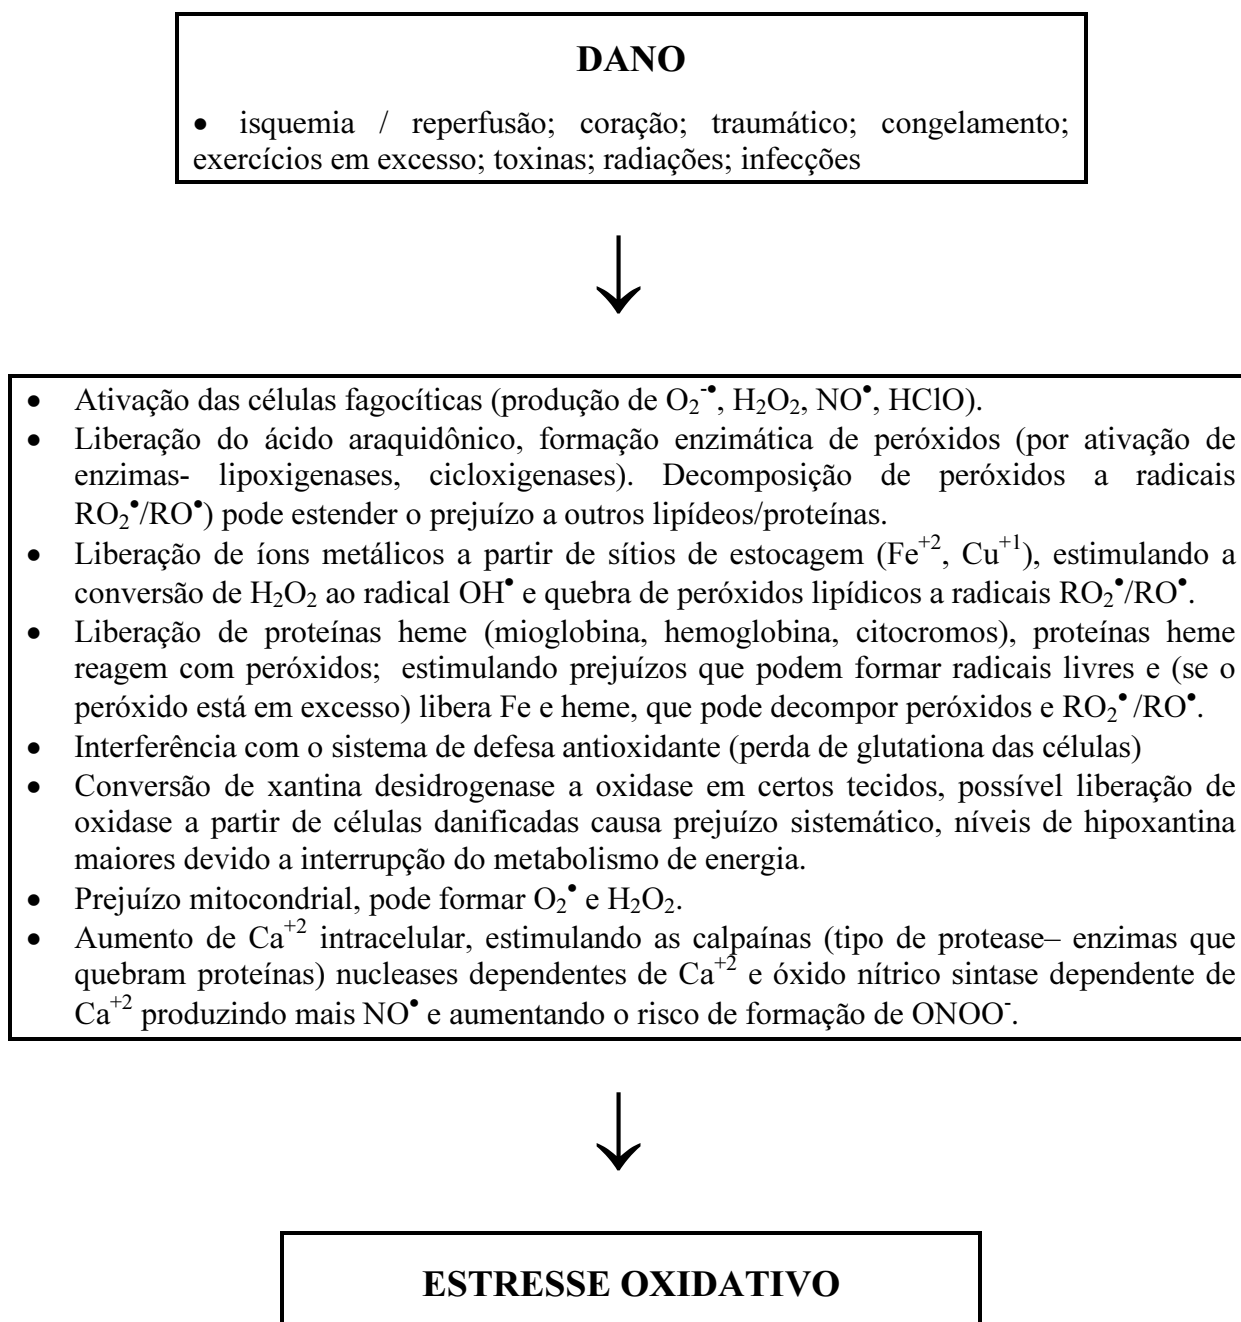 DANO
• isquemia / reperfusão; coração; traumático; congelamento;
exercícios em excesso; toxinas; radiações; infecções
↓
• Ativação das células fagocíticas (produção de O₂⁻•, H₂O₂, NO•, HClO).
• Liberação do ácido araquidônico, formação enzimática de peróxidos (por ativação de
enzimas- lipoxigenases, cicloxigenases). Decomposição de peróxidos a radicais
RO₂•/RO•) pode estender o prejuízo a outros lipídeos/proteínas.
• Liberação de íons metálicos a partir de sítios de estocagem (Fe⁺², Cu⁺¹), estimulando a
conversão de H₂O₂ ao radical OH• e quebra de peróxidos lipídicos a radicais RO₂•/RO•.
• Liberação de proteínas heme (mioglobina, hemoglobina, citocromos), proteínas heme
reagem com peróxidos; estimulando prejuízos que podem formar radicais livres e (se o
peróxido está em excesso) libera Fe e heme, que pode decompor peróxidos e RO₂• /RO•.
• Interferência com o sistema de defesa antioxidante (perda de glutationa das células)
• Conversão de xantina desidrogenase a oxidase em certos tecidos, possível liberação de
oxidase a partir de células danificadas causa prejuízo sistemático, níveis de hipoxantina
maiores devido a interrupção do metabolismo de energia.
• Prejuízo mitocondrial, pode formar O₂• e H₂O₂.
• Aumento de Ca⁺² intracelular, estimulando as calpaínas (tipo de protease– enzimas que
quebram proteínas) nucleases dependentes de Ca⁺² e óxido nítrico sintase dependente de
Ca⁺² produzindo mais NO• e aumentando o risco de formação de ONOO⁻.
↓
ESTRESSE OXIDATIVO